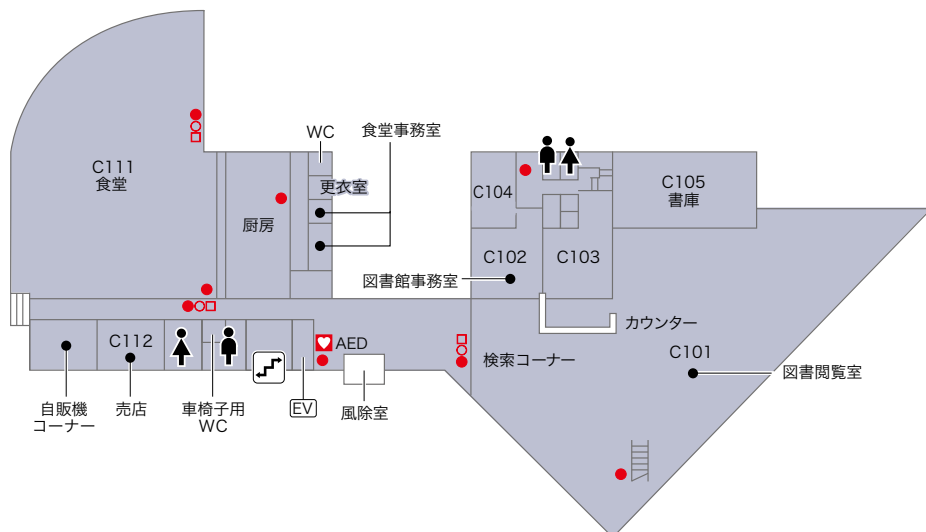 WC
食堂事務室
C111
食堂
更衣室
C104
C105
書庫
厨房
C102
C103
図書館事務室
カウンター
C112
AED
検索コーナー
C101
図書閲覧室
自販機
コーナー
売店
車椅子用
WC
EV
風除室